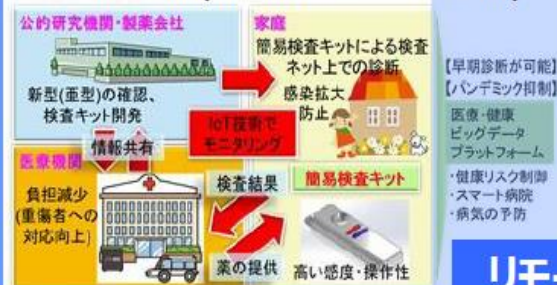 公的研究機関・製薬会社
新型(亜型)の確認、
検査キット開発
家庭
簡易検査キットによる検査
ネット上での診断
感染拡大
防止
IoT技術で
モニタリング
情報共有
医療機関
負担減少
(重傷者への
対応向上)
検査結果
薬の提供
簡易検査キット
高い感度・操作性
【早期診断が可能】
【パンデミック抑制】
医療・健康
ビッグデータ
プラットフォーム
・健康リスク制御
・スマート病院
・病気の予防
リモ